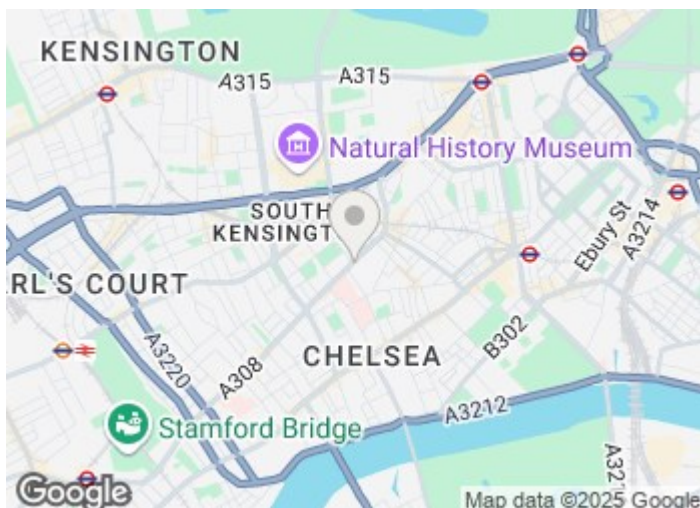 KENSINGTON
A315
A315
Natural History Museum
SOUTH
KENSINGT
Ebury St
A3214
RL'S COURT
A3220
A308
CHELSEA
B302
A3212
Stamford Bridge
A321
Google
Map data ©2025 Google